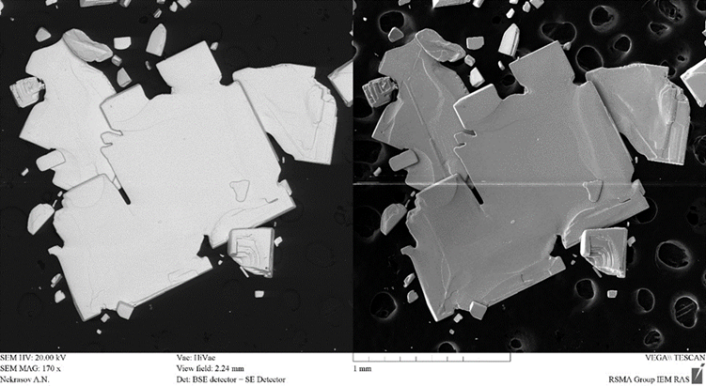 SEM HV: 20.00 kV Vac: HiVac VEGA\\ TESCAN
SEM MAG: 170 x View field: 2.24 mm 1 mm
Nekrasov A.N. Det: BSE detector - SE Detector RSMA Group IEM RAS